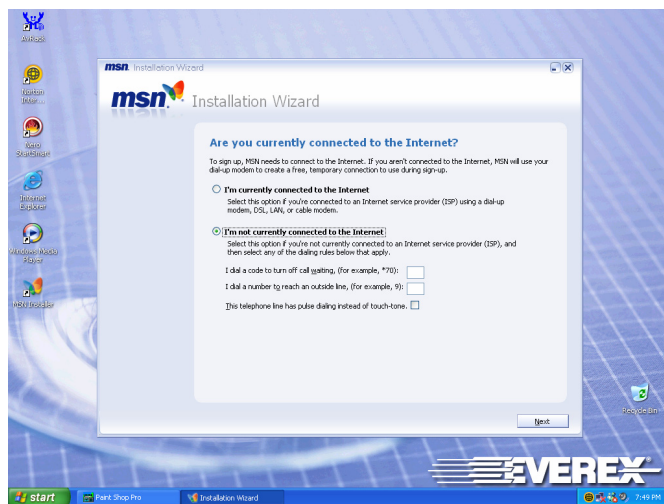 AvRack
Norton
Inter...
Nero
StartSmart
Internet
Explorer
Windows Media
Player
MSN Installer
msn. Installation Wizard
msn Installation Wizard
Are you currently connected to the Internet?
To sign up, MSN needs to connect to the Internet. If you aren't connected to the Internet, MSN will use your
dial-up modem to create a free, temporary connection to use during sign-up.
I'm currently connected to the Internet
Select this option if you're connected to an Internet service provider (ISP) using a dial-up
modem, DSL, LAN, or cable modem.
I'm not currently connected to the Internet
Select this option if you're not currently connected to an Internet service provider (ISP), and
then select any of the dialing rules below that apply.
I dial a code to turn off call waiting, (for example, *70):
I dial a number to reach an outside line, (for example, 9):
This telephone line has pulse dialing instead of touch-tone.
Next
Recycle Bin
EVEREX
start
Paint Shop Pro
Installation Wizard
7:49 PM